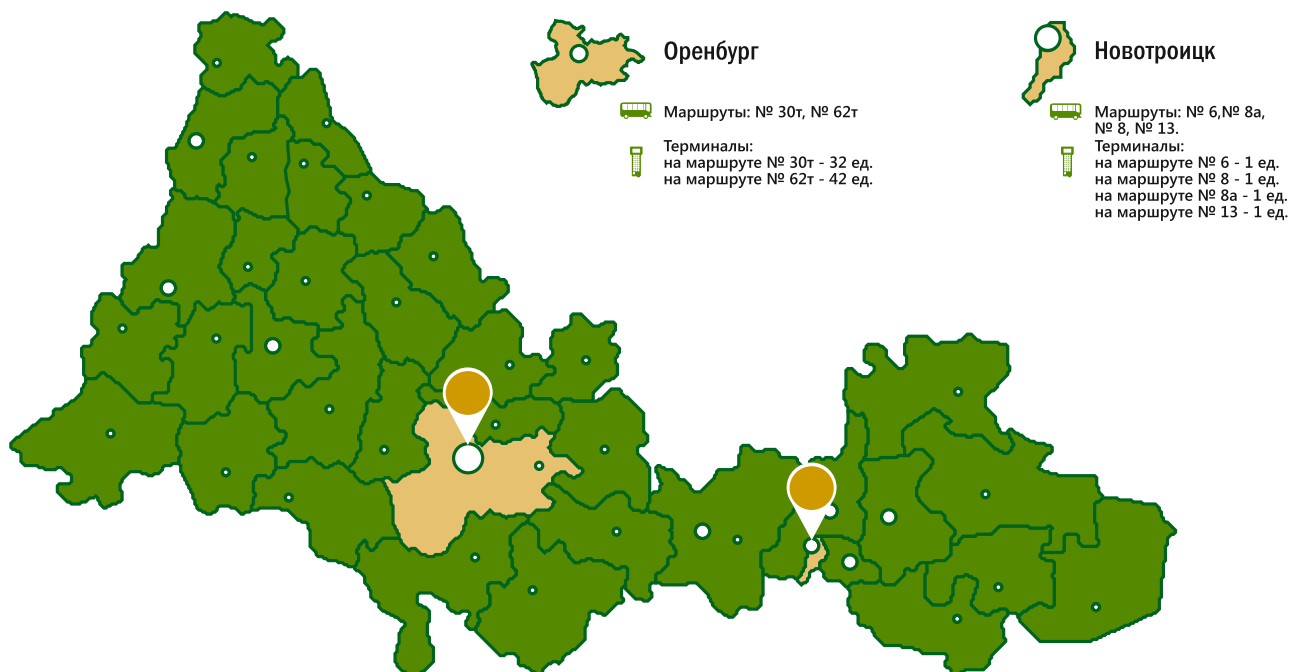 Оренбург
Маршруты: № 30т, № 62т
Терминалы:
на маршруте № 30т - 32 ед.
на маршруте № 62т - 42 ед.
Новотроицк
Маршруты: № 6,№ 8а,
№ 8, № 13.
Терминалы:
на маршруте № 6 - 1 ед.
на маршруте № 8 - 1 ед.
на маршруте № 8а - 1 ед.
на маршруте № 13 - 1 ед.